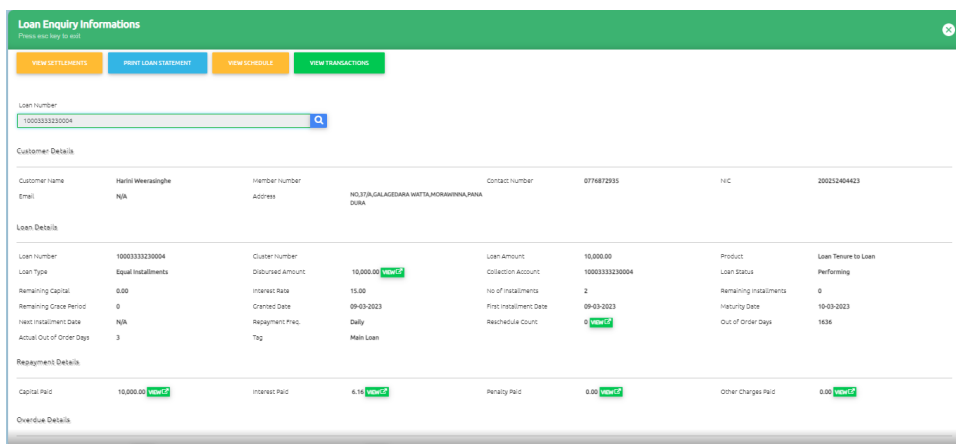 Loan Enquiry Informations
Press esc key to exit
VIEW SETTLEMENTS PRINT LOAN STATEMENT VIEW SCHEDULE VIEW TRANSACTIONS
Loan Number
10003333230004
Customer Details
Customer Name Harini Weerasinghe Member Number Contact Number 0776872935 NIC 200252404423
Email N/A Address NO,37/A,GALAGEDARA WATTA,MORAWINNA,PANA
DURA
Loan Details
Loan Number 10003333230004 Cluster Number Loan Amount 10,000.00 Product Loan Tenure to Loan
Loan Type Equal Installments Disbursed Amount 10,000.00 VIEW Collection Account 10003333230004 Loan Status Performing
Remaining Capital 0.00 Interest Rate 15.00 No of Installments 2 Remaining Installments 0
Remaining Grace Period 0 Granted Date 09-03-2023 First Installment Date 09-03-2023 Maturity Date 10-03-2023
Next Installment Date N/A Repayment Freq. Daily Reschedule Count 0 VIEW Out of Order Days 1636
Actual Out of Order Days 3 Tag Main Loan
Repayment Details
Capital Paid 10,000.00 VIEW Interest Paid 6.16 VIEW Penalty Paid 0.00 VIEW Other Charges Paid 0.00 VIEW
Overdue Details